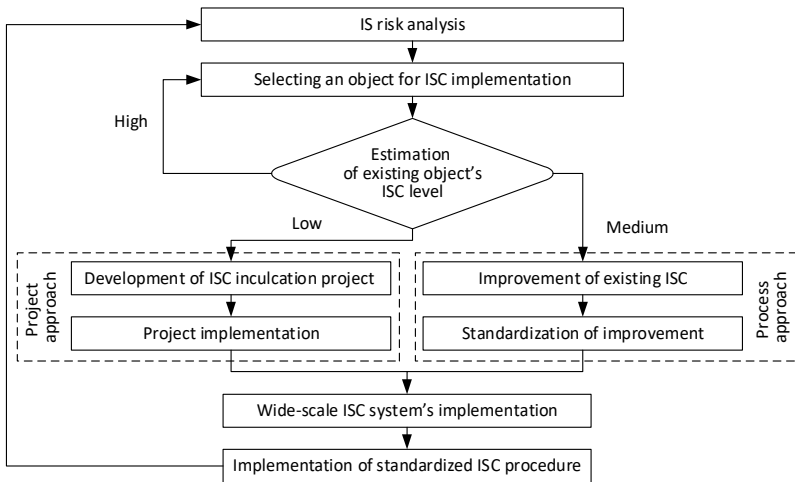 IS risk analysis
Selecting an object for ISC implementation
High
Estimation
of existing object's
ISC level
Low
Medium
Project
approach
Development of ISC inculcation project
Project implementation
Improvement of existing ISC
Standardization of improvement
Process
approach
Wide-scale ISC system's implementation
Implementation of standardized ISC procedure